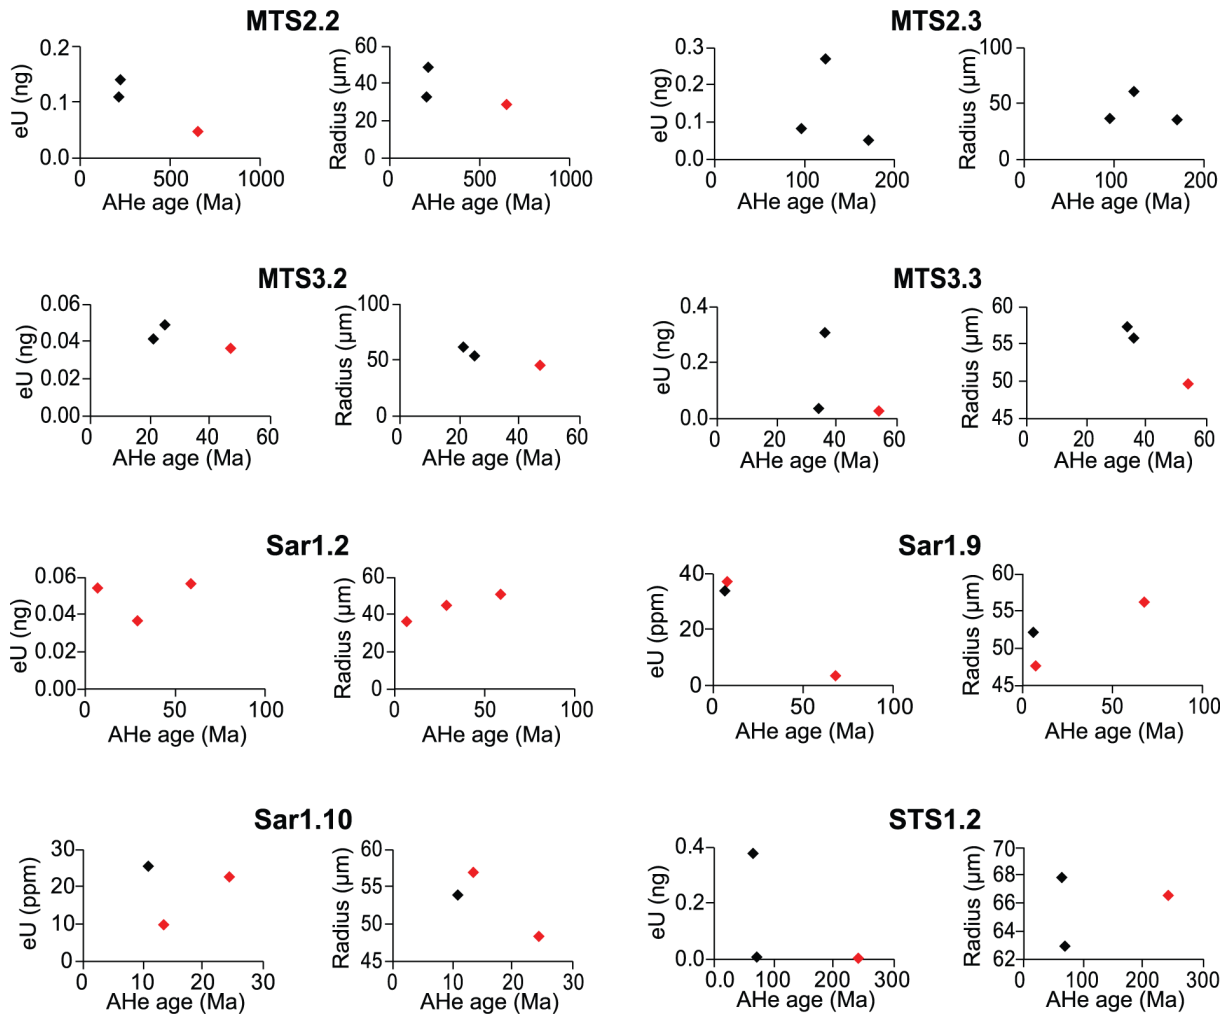 MTS2.2
eU (ng)
0.2
0.1
0.0
0 500 1000
AHe age (Ma)
Radius (µm)
60
40
20
0
0 500 1000
AHe age (Ma)
MTS2.3
eU (ng)
0.3
0.2
0.1
0.0
0 100 200
AHe age (Ma)
Radius (µm)
100
50
0
0 100 200
AHe age (Ma)
MTS3.2
eU (ng)
0.06
0.04
0.02
0.00
0 20 40 60
AHe age (Ma)
Radius (µm)
100
50
0
0 20 40 60
AHe age (Ma)
MTS3.3
eU (ng)
0.4
0.2
0.0
0 20 40 60
AHe age (Ma)
Radius (µm)
60
55
50
45
0 20 40 60
AHe age (Ma)
Sar1.2
eU (ng)
0.06
0.04
0.02
0.00
0 50 100
AHe age (Ma)
Radius (µm)
60
40
20
0
0 50 100
AHe age (Ma)
Sar1.9
eU (ppm)
40
20
0
0 50 100
AHe age (Ma)
Radius (µm)
60
55
50
45
0 50 100
AHe age (Ma)
Sar1.10
eU (ppm)
30
20
10
0
0 10 20 30
AHe age (Ma)
Radius (µm)
60
55
50
45
0 10 20 30
AHe age (Ma)
STS1.2
eU (ng)
0.4
0.2
0.0
0.0 100 200 300
AHe age (Ma)
Radius (µm)
70
68
66
64
62
0 100 200 300
AHe age (Ma)